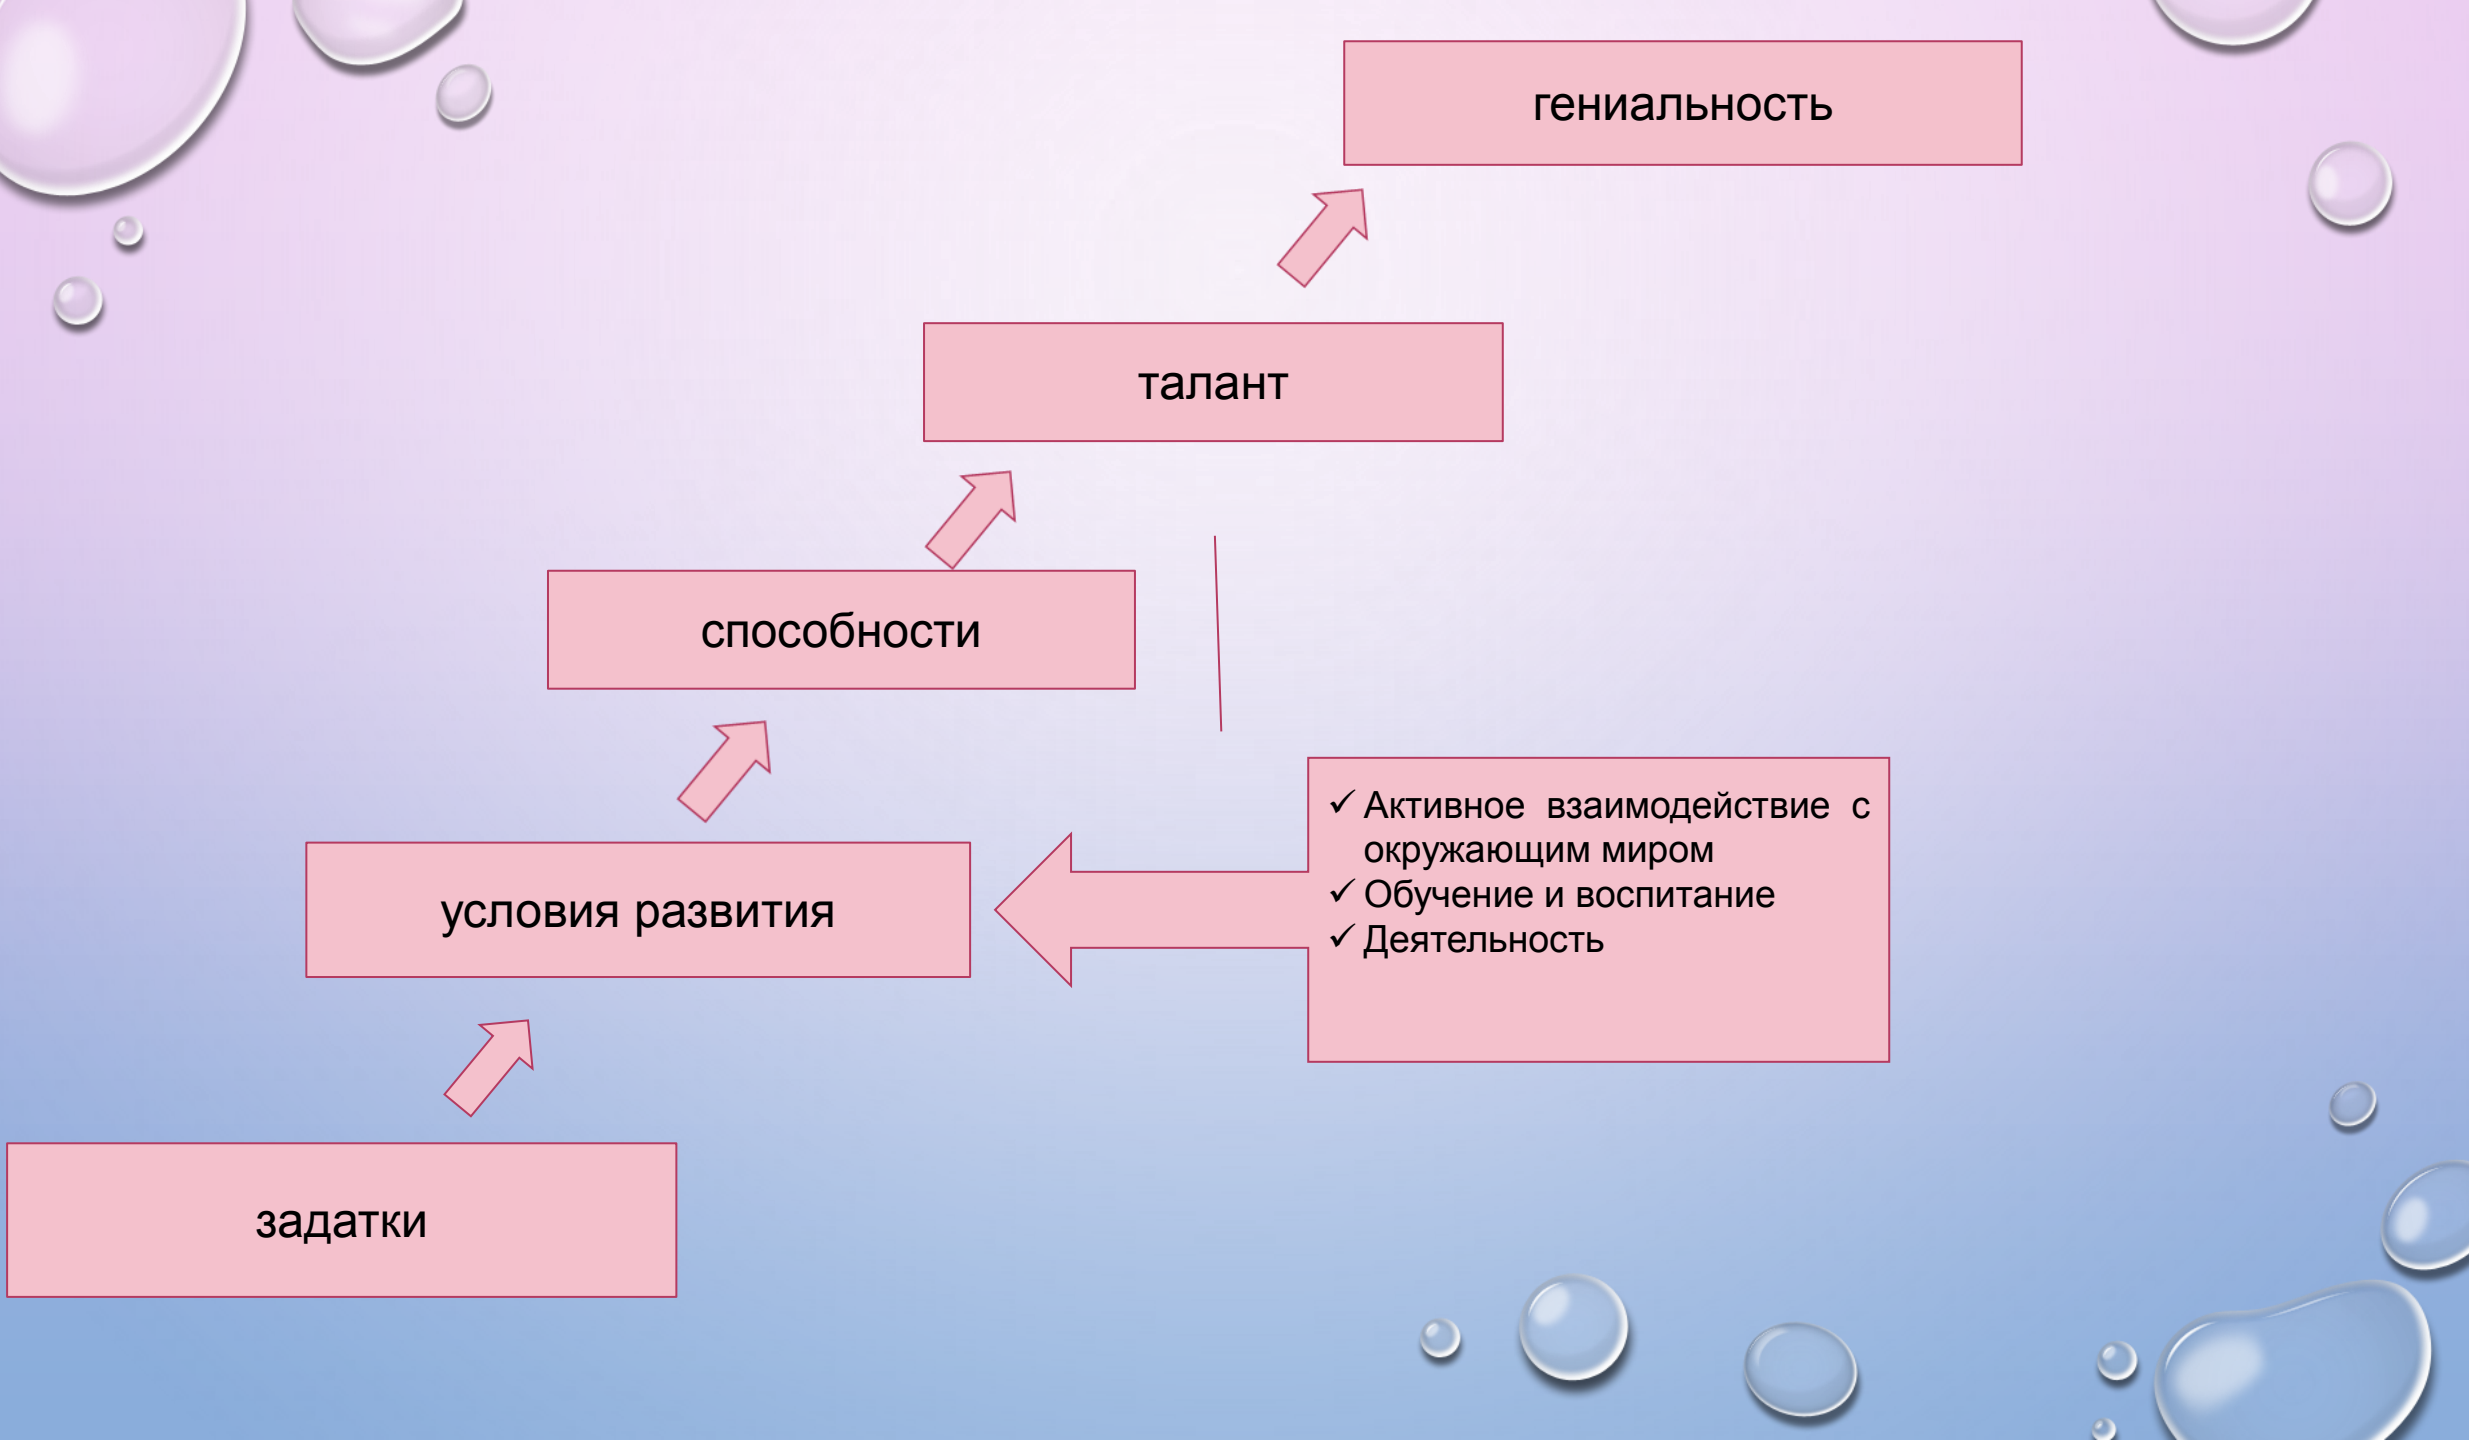 гениальность
талант
способности
✓ Активное взаимодействие с
окружающим миром
✓ Обучение и воспитание
✓ Деятельность
условия развития
задатки